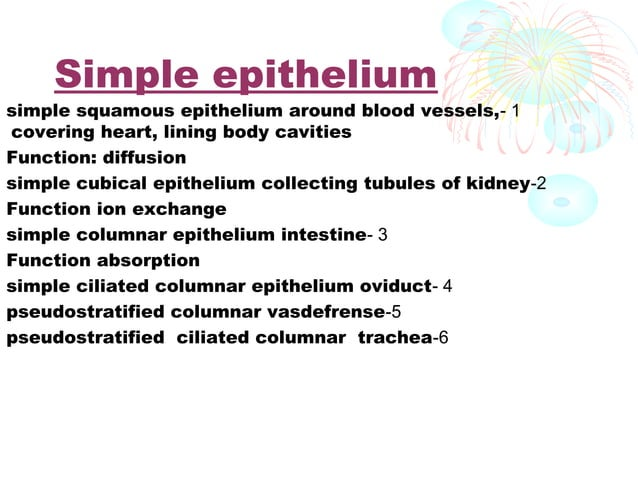 Simple epithelium
simple squamous epithelium around blood vessels,- 1
covering heart, lining body cavities
Function: diffusion
simple cubical epithelium collecting tubules of kidney-2
Function ion exchange
simple columnar epithelium intestine- 3
Function absorption
simple ciliated columnar epithelium oviduct- 4
pseudostratified columnar vasdefrense-5
pseudostratified  ciliated columnar  trachea-6